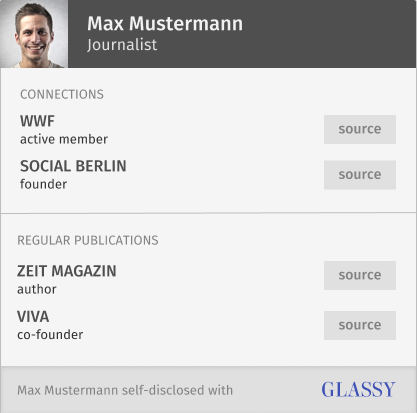 Max Mustermann
Journalist
CONNECTIONS
WWF
active member
source
SOCIAL BERLIN
founder
source
REGULAR PUBLICATIONS
ZEIT MAGAZIN
author
source
VIVA
co-founder
source
Max Mustermann self-disclosed with GLASSY